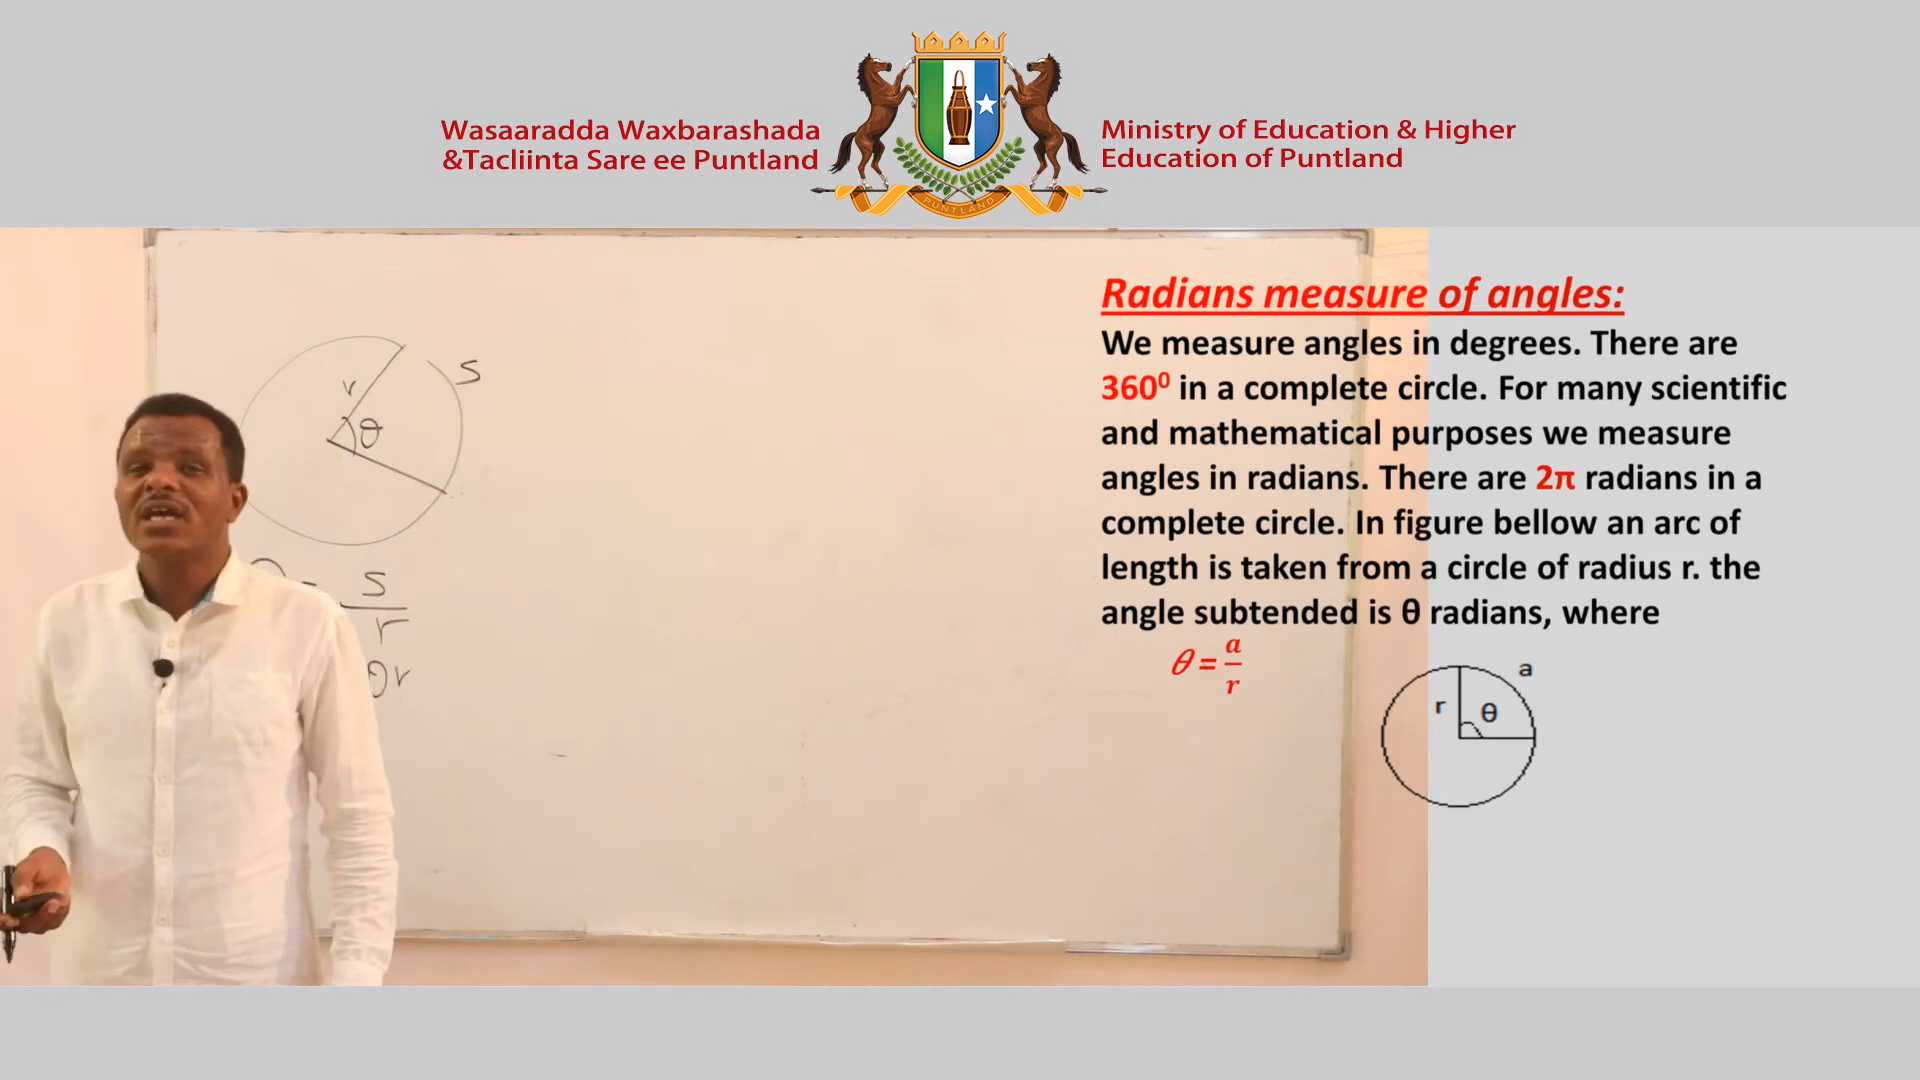 Wasaaradda Waxbarashada
&Tacliinta Sare ee Puntland
Ministry of Education & Higher
Education of Puntland
PUNTLAND
S
r
θ
= S
r
θr
Radians measure of angles:
We measure angles in degrees. There are
360⁰ in a complete circle. For many scientific
and mathematical purposes we measure
angles in radians. There are 2π radians in a
complete circle. In figure bellow an arc of
length is taken from a circle of radius r. the
angle subtended is θ radians, where
θ = a
r
a
r θ